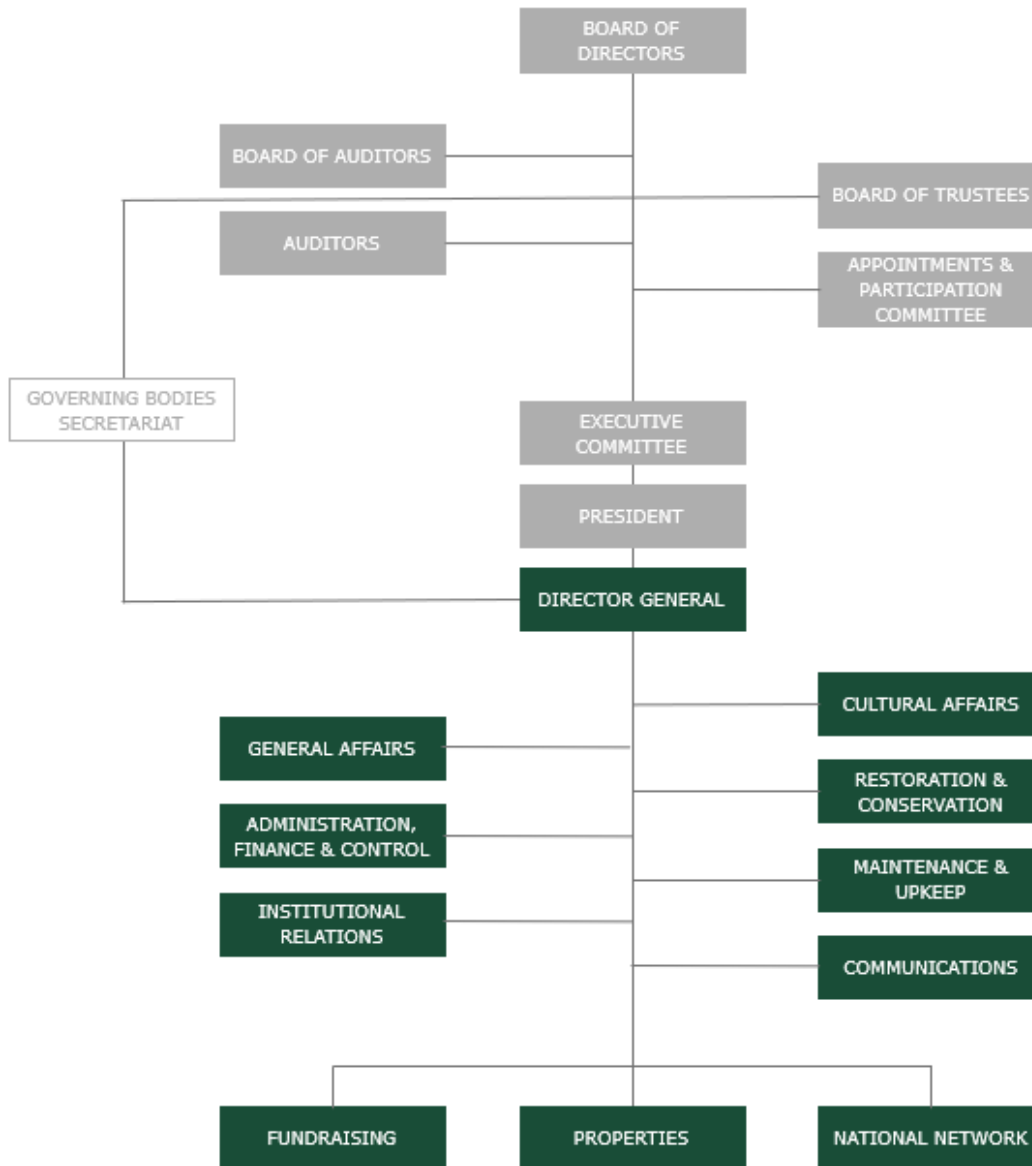 BOARD OF
DIRECTORS
BOARD OF AUDITORS
BOARD OF TRUSTEES
AUDITORS
APPOINTMENTS &
PARTICIPATION
COMMITTEE
GOVERNING BODIES
SECRETARIAT
EXECUTIVE
COMMITTEE
PRESIDENT
DIRECTOR GENERAL
CULTURAL AFFAIRS
GENERAL AFFAIRS
RESTORATION &
CONSERVATION
ADMINISTRATION,
FINANCE & CONTROL
MAINTENANCE &
UPKEEP
INSTITUTIONAL
RELATIONS
COMMUNICATIONS
FUNDRAISING
PROPERTIES
NATIONAL NETWORK